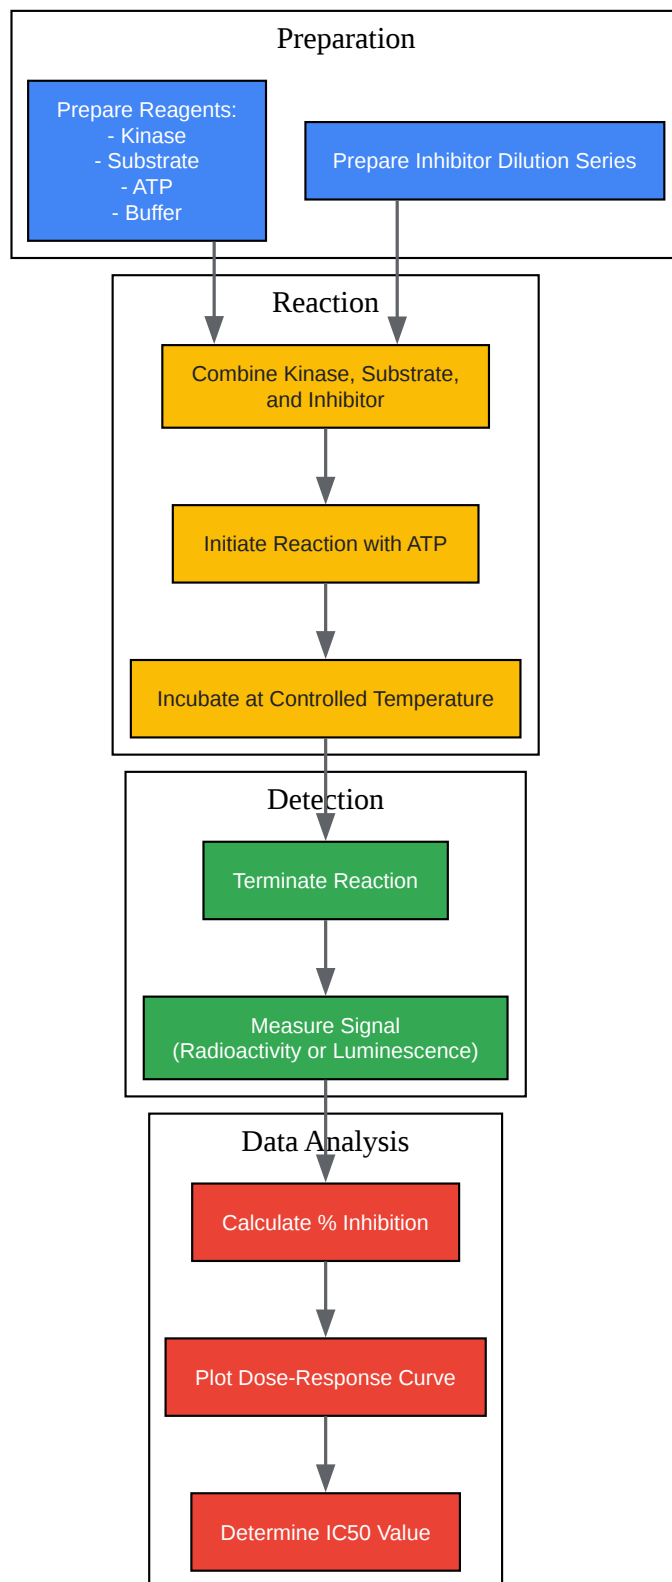 Preparation
Prepare Reagents:
- Kinase
- Substrate
- ATP
- Buffer
Prepare Inhibitor Dilution Series
Reaction
Combine Kinase, Substrate,
and Inhibitor
Initiate Reaction with ATP
Incubate at Controlled Temperature
Detection
Terminate Reaction
Measure Signal
(Radioactivity or Luminescence)
Data Analysis
Calculate % Inhibition
Plot Dose-Response Curve
Determine IC50 Value